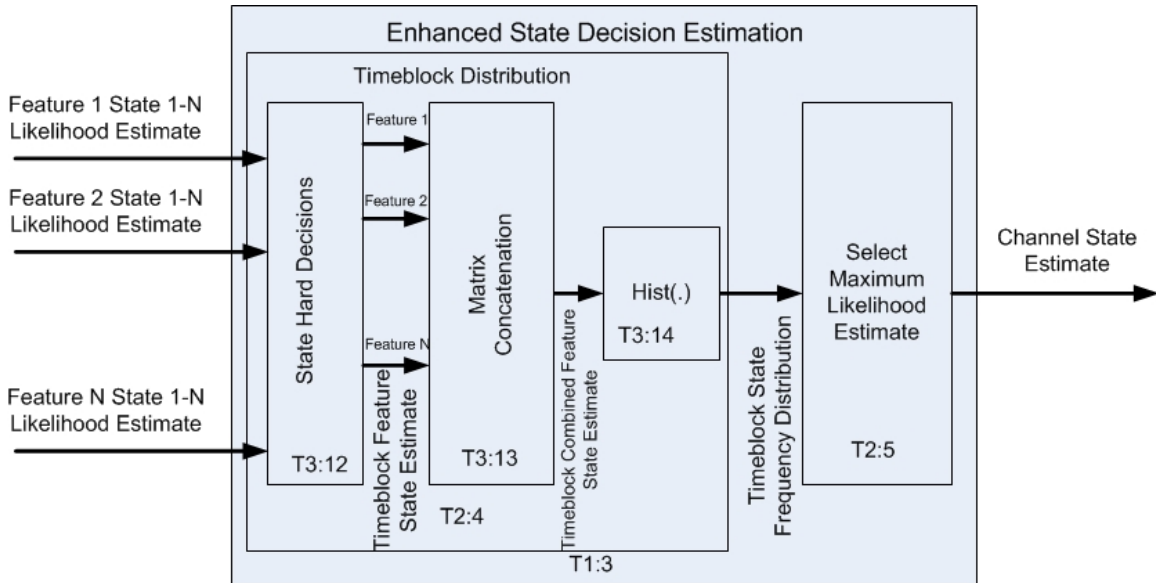 Enhanced State Decision Estimation
Timeblock Distribution
Feature 1 State 1-N
Likelihood Estimate
Feature 2 State 1-N
Likelihood Estimate
Feature N State 1-N
Likelihood Estimate
State Hard Decisions
T3:12
Feature 1
Feature 2
Feature N
Timeblock Feature
State Estimate
Matrix
Concatenation
T3:13
T2:4
Timeblock Combined Feature
State Estimate
Hist(.)
T3:14
T1:3
Timeblock State
Frequency Distribution
Select
Maximum
Likelihood
Estimate
T2:5
Channel State
Estimate